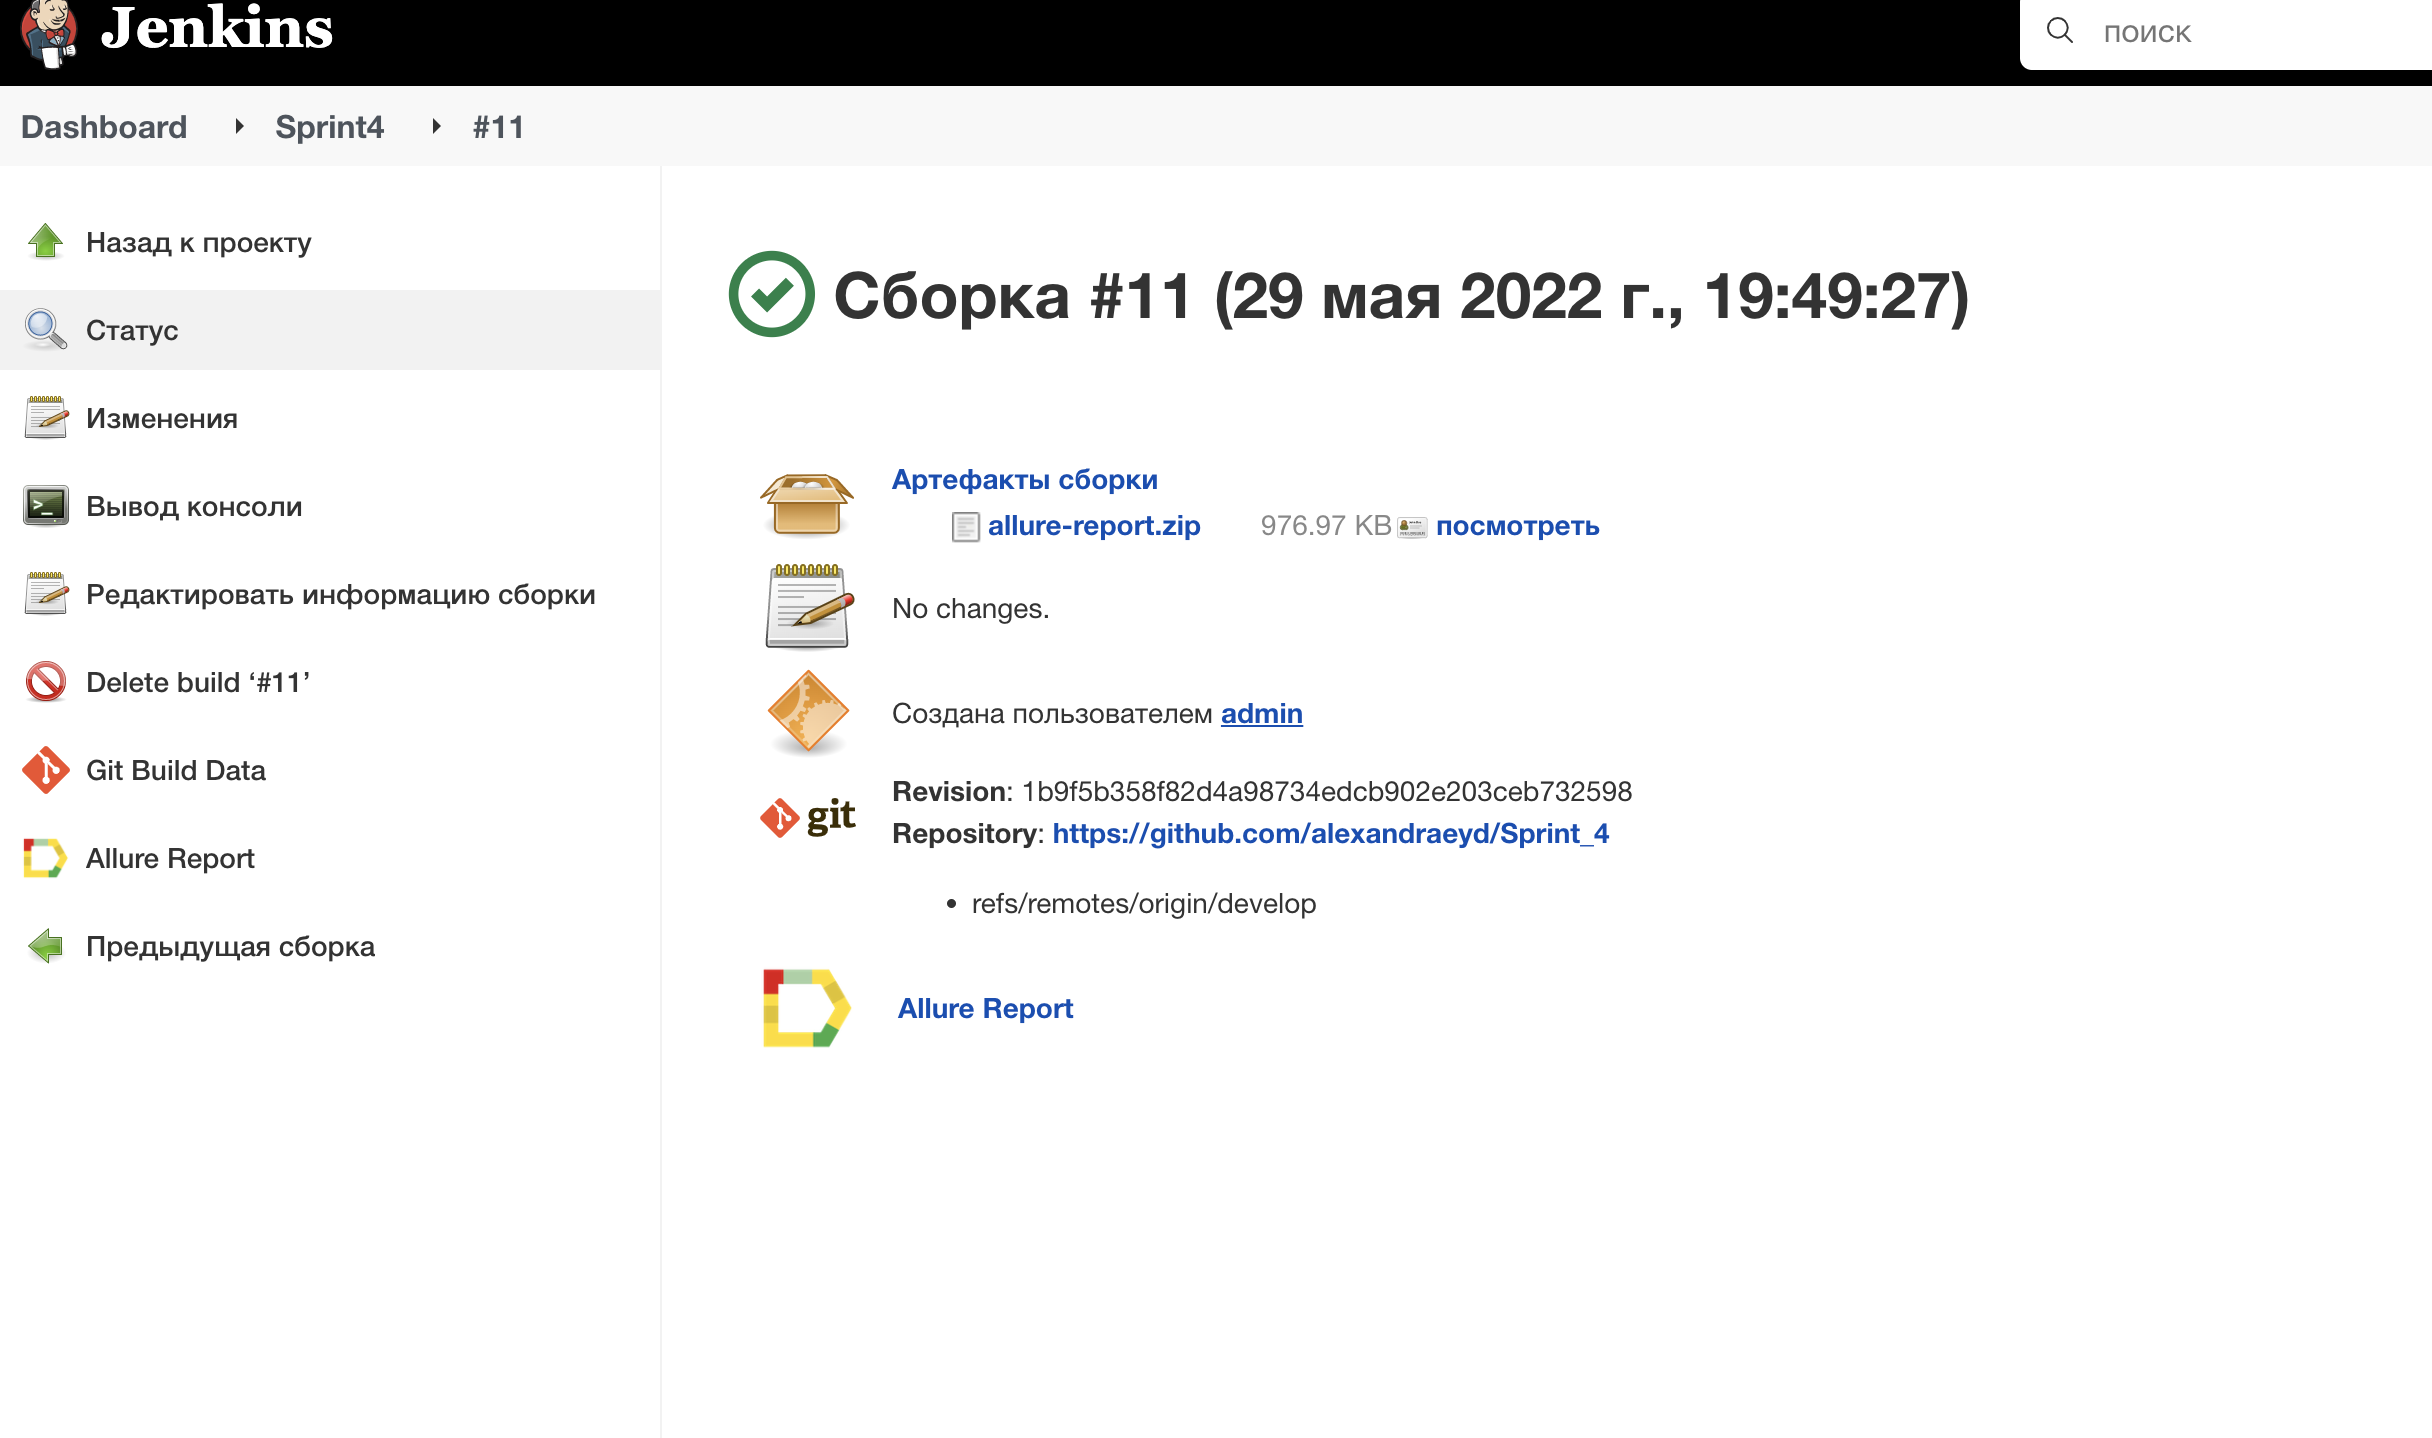 Jenkins
поиск
Dashboard
Sprint4
#11
Назад к проекту
Статус
Изменения
Вывод консоли
Редактировать информацию сборки
Delete build ‘#11’
Git Build Data
Allure Report
Предыдущая сборка
Сборка #11 (29 мая 2022 г., 19:49:27)
Артефакты сборки
allure-report.zip 976.97 KB посмотреть
No changes.
Создана пользователем admin
git
Revision: 1b9f5b358f82d4a98734edcb902e203ceb732598
Repository: https://github.com/alexandraeyd/Sprint_4
• refs/remotes/origin/develop
Allure Report